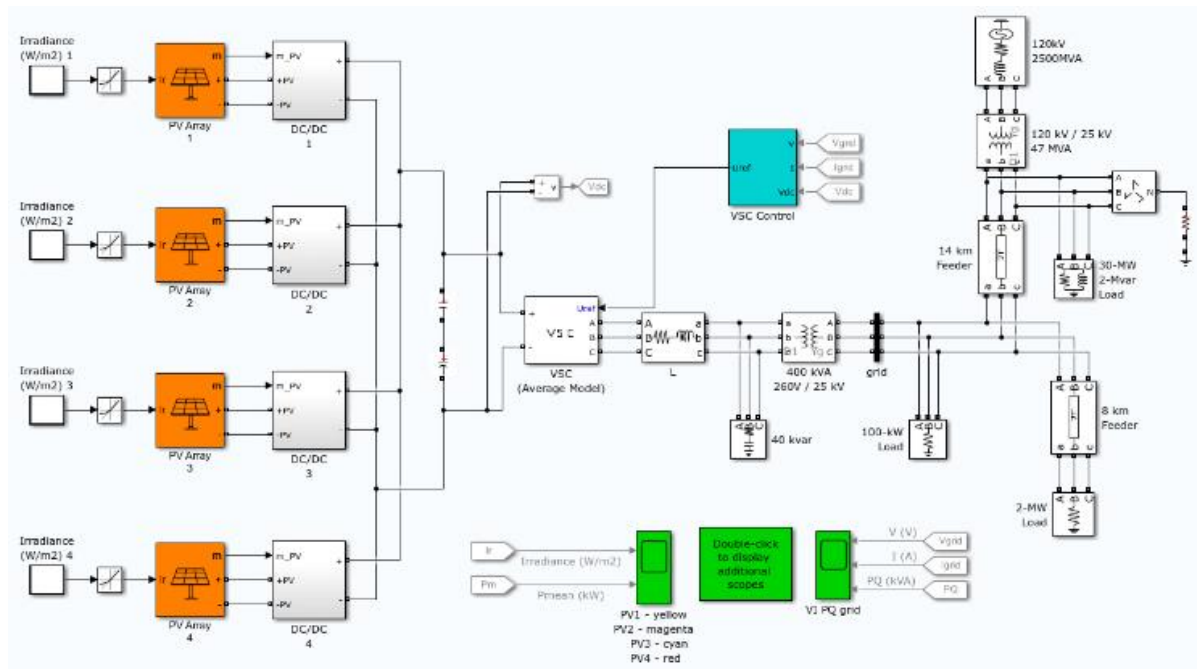 Irradiance
(W/m2) 1
Ir
m
+
-
PV Array
1
m_PV
+PV
-PV
+
-
DC/DC
1
Irradiance
(W/m2) 2
Ir
m
+
-
PV Array
2
m_PV
+PV
-PV
+
-
DC/DC
2
Irradiance
(W/m2) 3
Ir
m
+
-
PV Array
3
m_PV
+PV
-PV
+
-
DC/DC
3
Irradiance
(W/m2) 4
Ir
m
+
-
PV Array
4
m_PV
+PV
-PV
+
-
DC/DC
4
+
-
v
Vdc
Uref
V
I
Vdc
VSC Control
Vgrid
Igrid
Vdc
Uref
+
-
VSC
A
B
C
VSC
(Average Model)
A
B
C
a
b
c
L
A B C
40 kvar
a
b
A
B
C
Yg
400 kVA
260V / 25 kV
grid
A B C
100-kW
Load
120kV
2500MVA
A B C
A B C
a b c
120 kV / 25 kV
47 MVA
A
B
C
N
A B C
a b c
14 km
Feeder
A B C
30-MW
2-Mvar
Load
A B C
a b c
8 km
Feeder
A B C
2-MW
Load
Ir
Irradiance (W/m2)
Pm
Pmean (kW)
PV1 - yellow
PV2 - magenta
PV3 - cyan
PV4 - red
Double-click
to display
additional
scopes
V (V)
Vgrid
I (A)
Igrid
PQ (kVA)
PQ
VI PQ grid